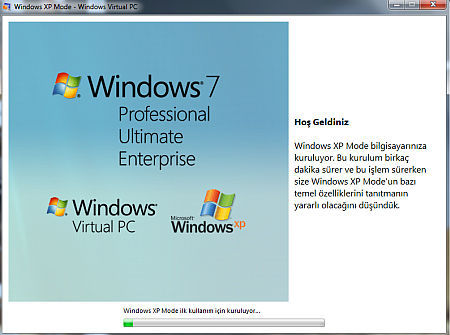 Windows XP Mode - Windows Virtual PC
Windows® 7
Professional
Ultimate
Enterprise
Windows®
Virtual PC
Microsoft®
Windows xp
Hoş Geldiniz
Windows XP Mode bilgisayarınıza
kuruluyor. Bu kurulum birkaç
dakika sürer ve bu işlem sürerken
size Windows XP Mode'un bazı
temel özelliklerini tanıtmanın
yararlı olacağını düşündük.
Windows XP Mode ilk kullanım için kuruluyor...